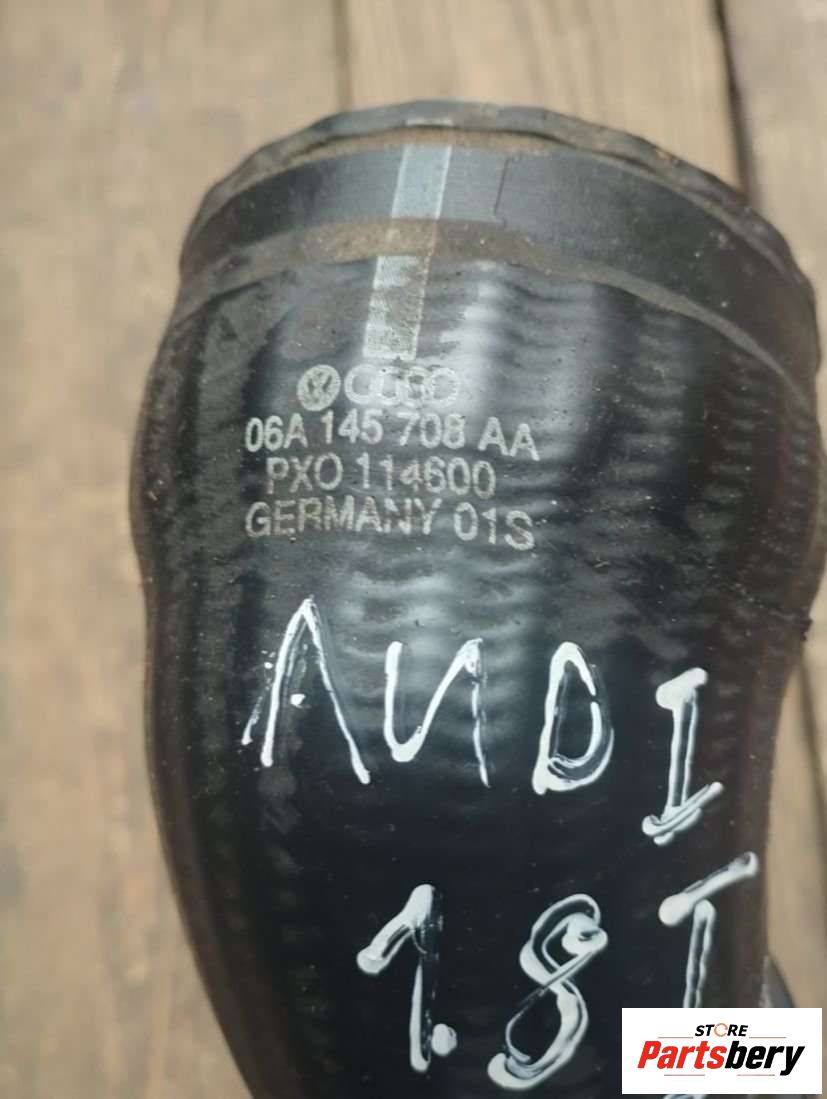 06A 145 708 AA
PXO 114600
GERMANY 01S
AUDI
1.8T
STORE
Partsbery